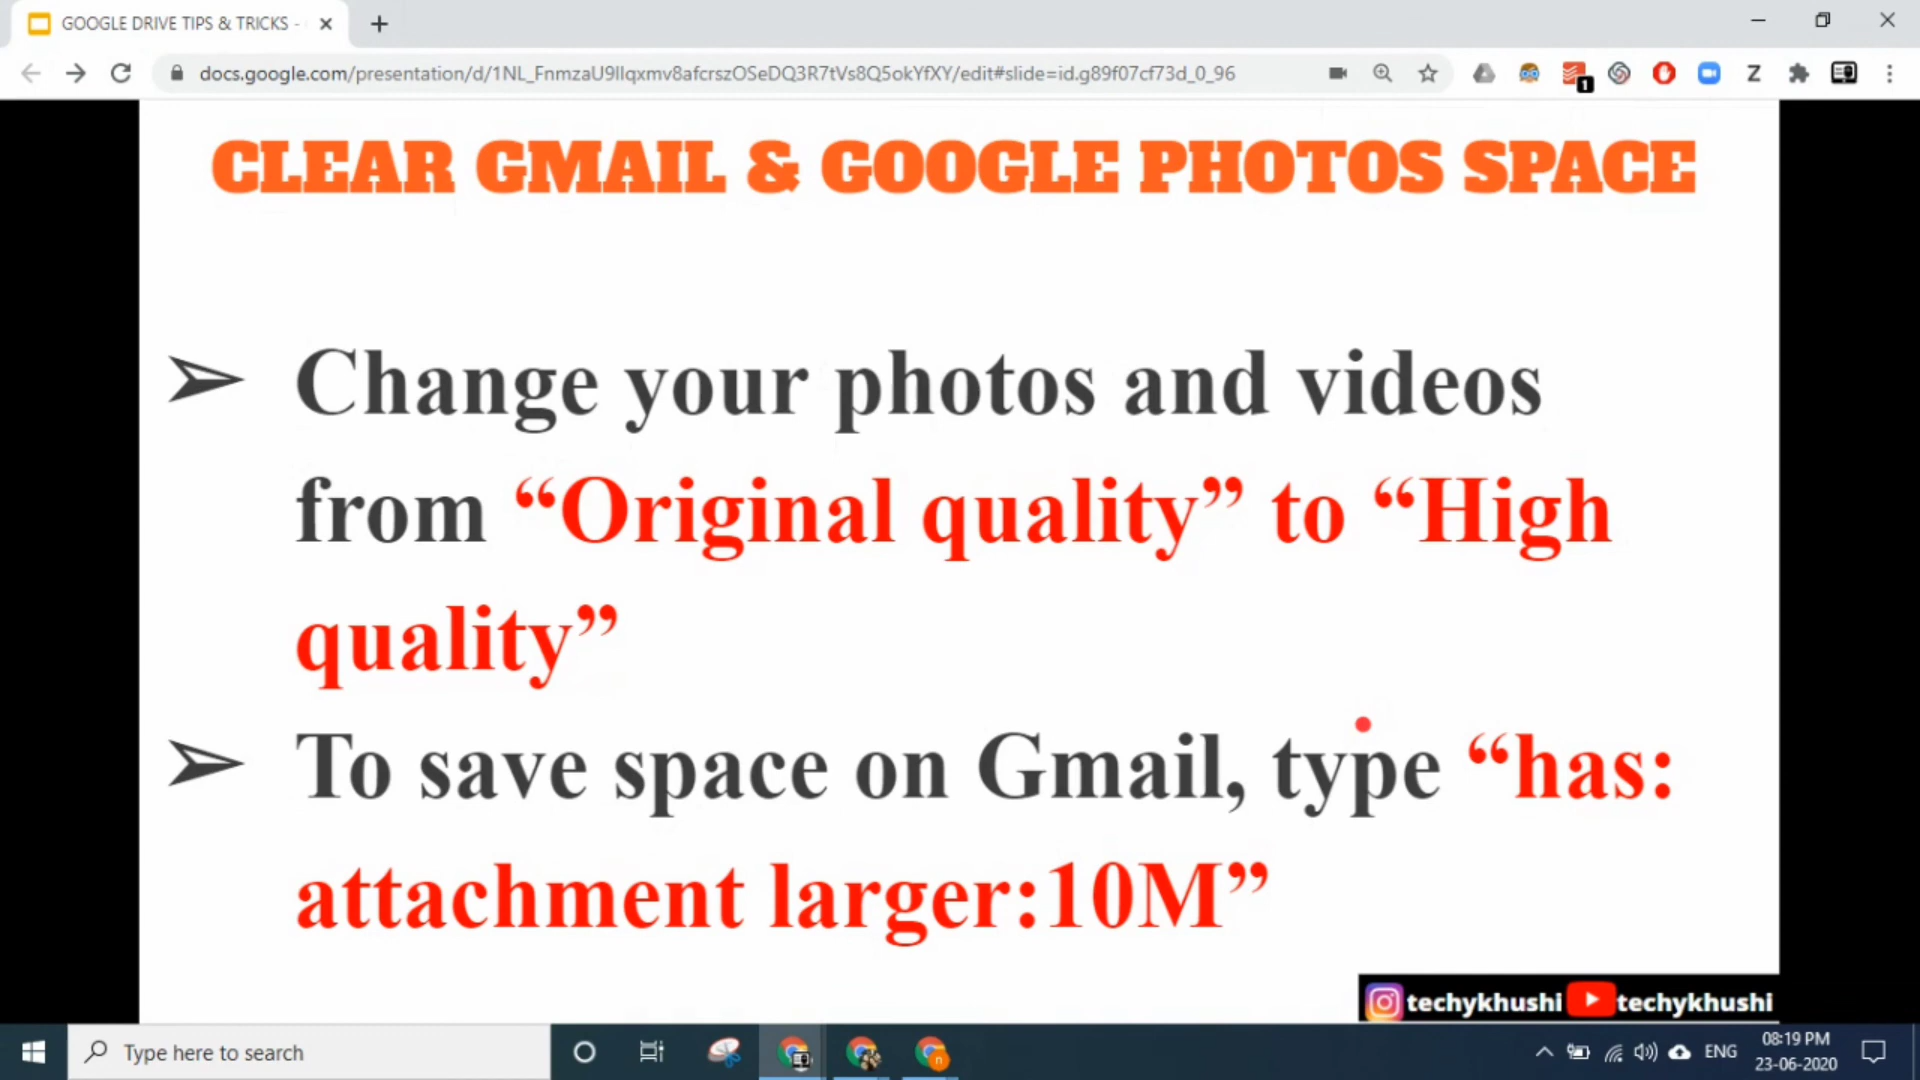 GOOGLE DRIVE TIPS & TRICKS -
docs.google.com/presentation/d/1NL_FnmzaU9llqxmv8afcrszOSeDQ3R7tVs8Q5okYfXY/edit#slide=id.g89f07cf73d_0_96
1
Z
CLEAR GMAIL & GOOGLE PHOTOS SPACE
➢ Change your photos and videos
from “Original quality” to “High
quality”
➢ To save space on Gmail, type “has:
attachment larger:10M”
techykhushi techykhushi
Type here to search
n
ENG
08:19 PM
23-06-2020